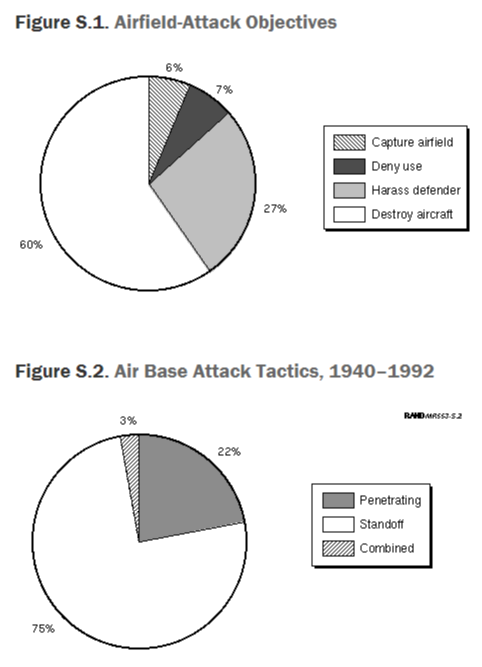 Figure S.1. Airfield-Attack Objectives
6%
7%
27%
60%
Capture airfield
Deny use
Harass defender
Destroy aircraft
Figure S.2. Air Base Attack Tactics, 1940–1992
RAND MR553-S.2
3%
22%
75%
Penetrating
Standoff
Combined